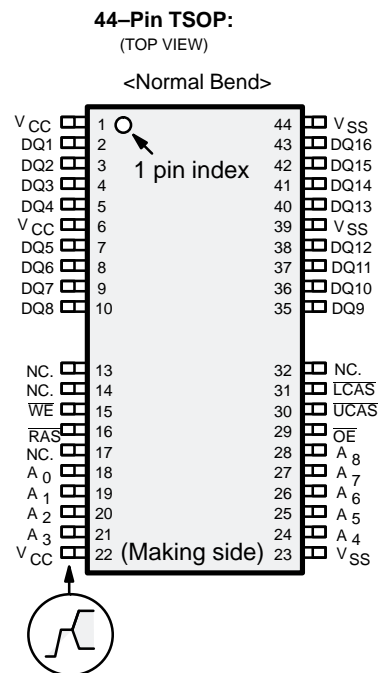 44–Pin TSOP:
(TOP VIEW)
<Normal Bend>
VCC 1 44 VSS
DQ1 2 43 DQ16
DQ2 3 42 DQ15
1 pin index
DQ3 4 41 DQ14
DQ4 5 40 DQ13
VCC 6 39 VSS
DQ5 7 38 DQ12
DQ6 8 37 DQ11
DQ7 9 36 DQ10
DQ8 10 35 DQ9
NC. 13 32 NC.
NC. 14 31 LCAS
WE 15 30 UCAS
RAS 16 29 OE
NC. 17 28 A8
A0 18 27 A7
A1 19 26 A6
A2 20 25 A5
A3 21 24 A4
VCC 22 (Making side) 23 VSS